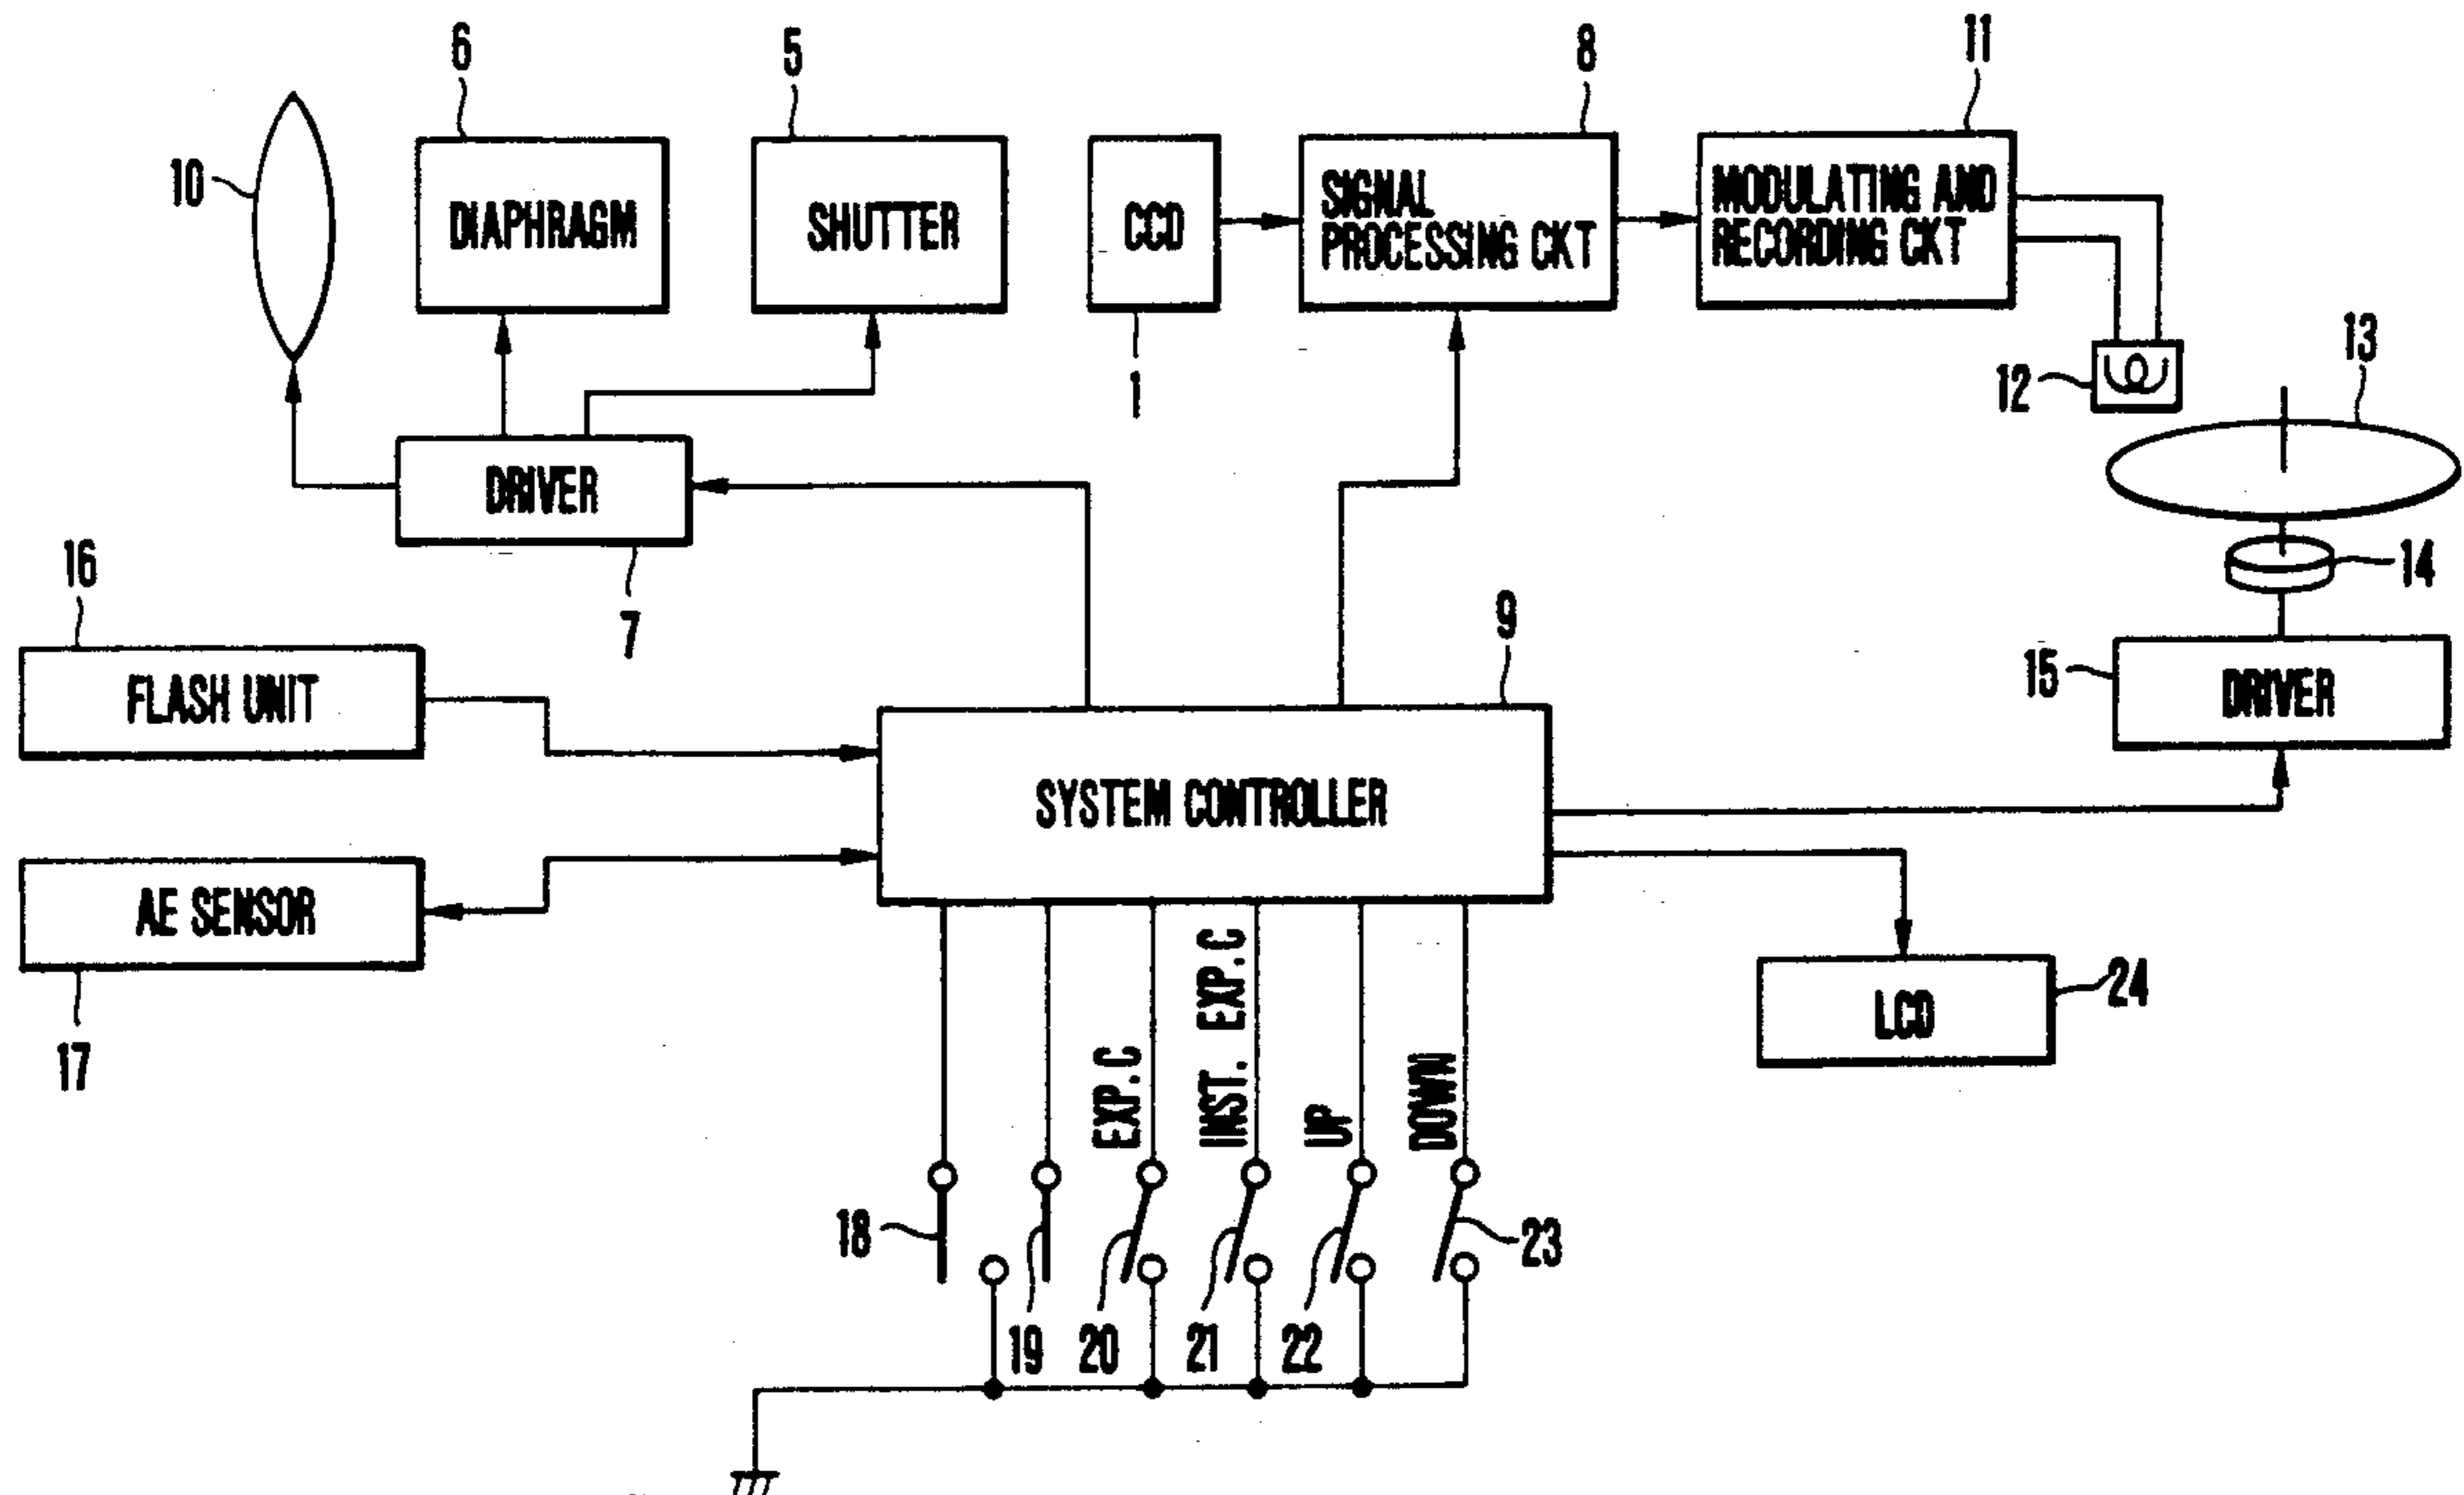 6
5
8
11
10
DIAPHRAGM
SHUTTER
CCD
SIGNAL
PROCESSING CKT
MODULATING AND
RECORDING CKT
1
12
13
DRIVER
7
14
16
FLASH UNIT
9
15
DRIVER
SYSTEM CONTROLLER
AE SENSOR
17
LCD
24
EXP.C
INST. EXP.C
UP
DOWN
18
19
20
21
22
23